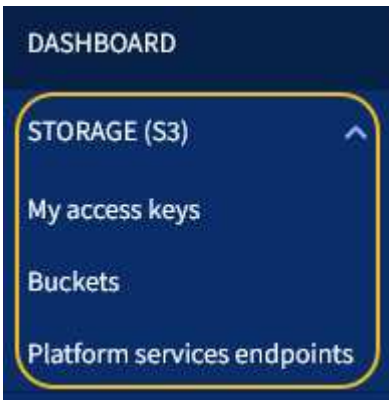 DASHBOARD
STORAGE (S3)
My access keys
Buckets
Platform services endpoints